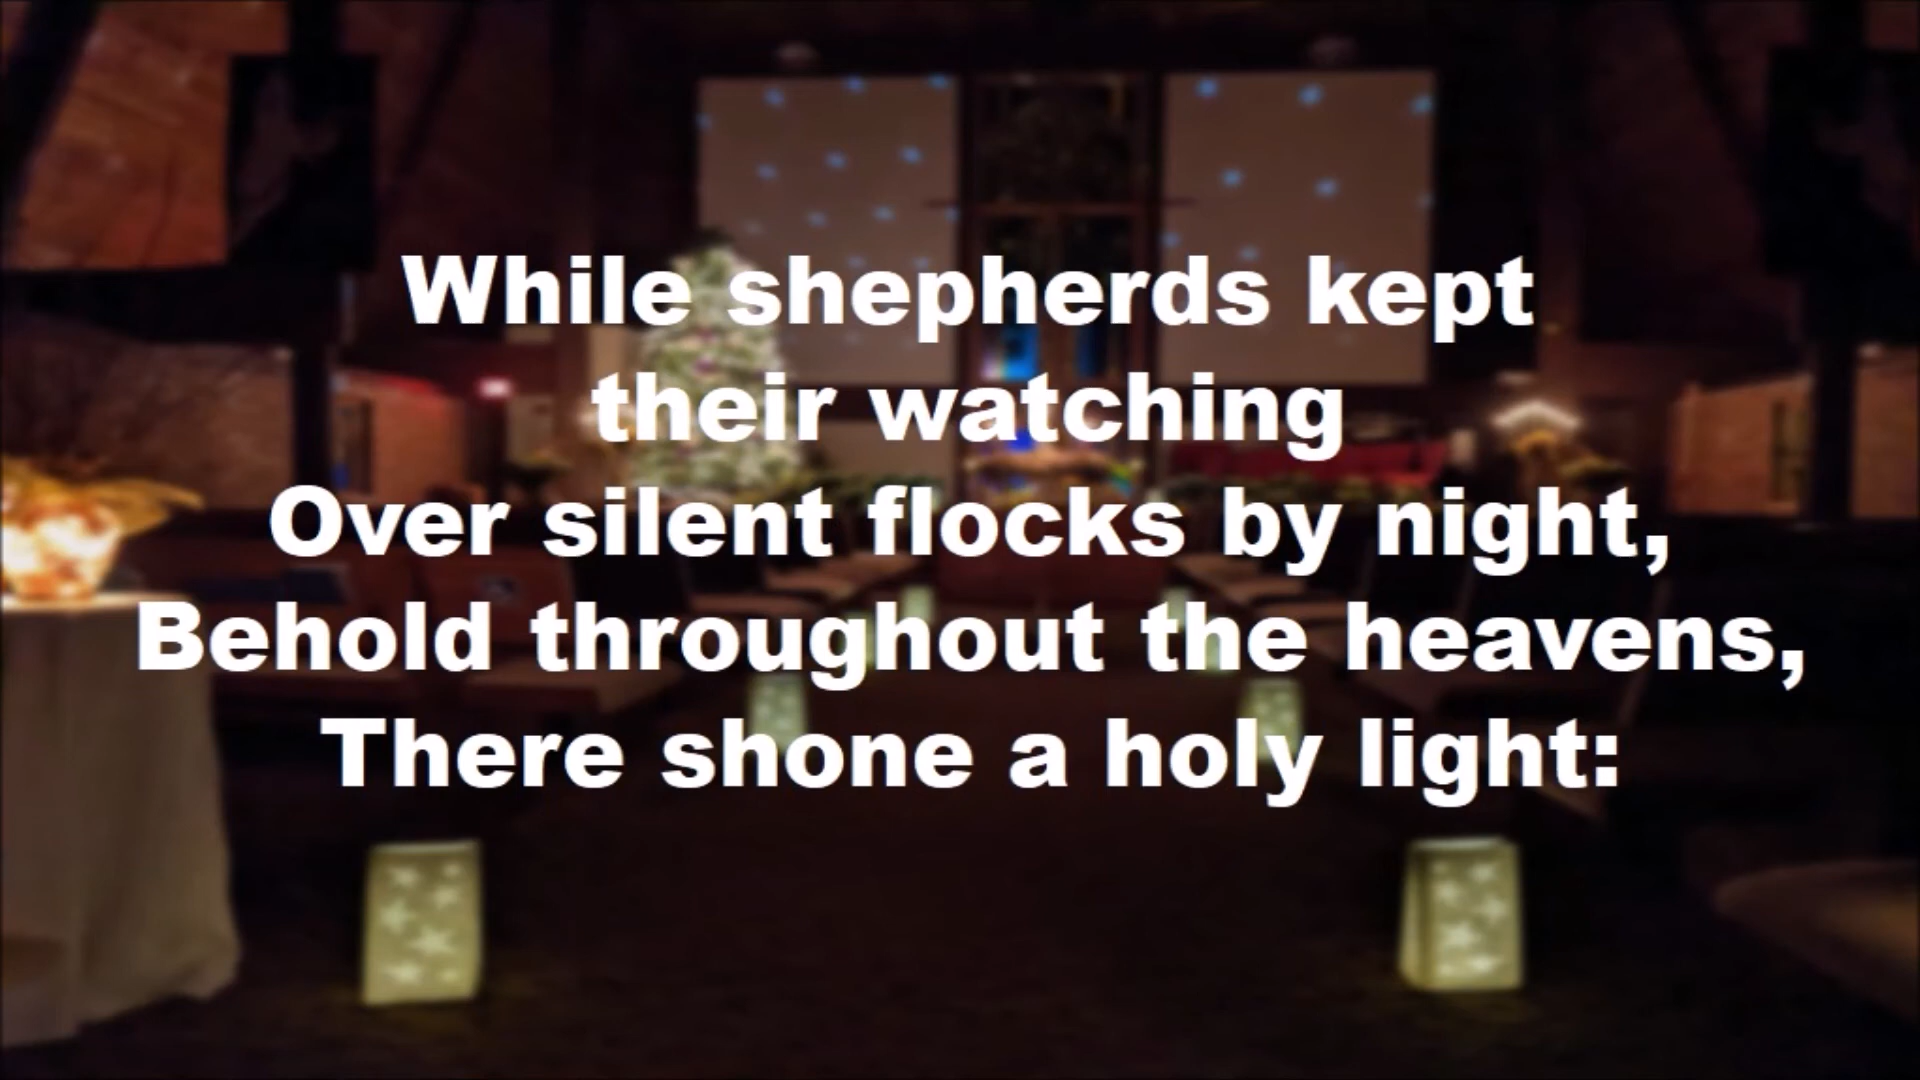 While shepherds kept
their watching
Over silent flocks by night,
Behold throughout the heavens,
There shone a holy light: